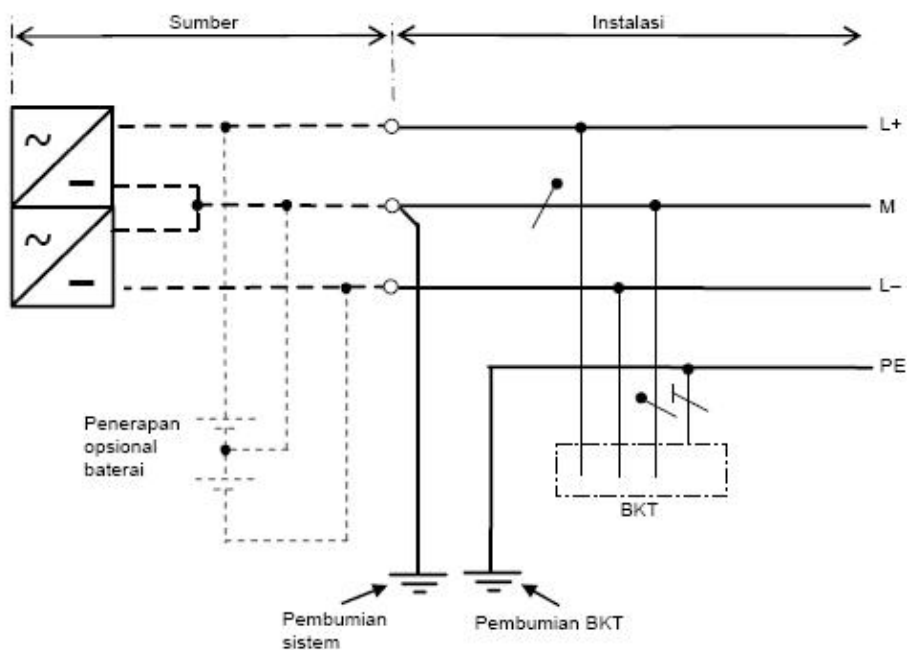 Sumber
Instalasi
L+
M
L–
PE
Penerapan
opsional
baterai
BKT
Pembumian
sistem
Pembumian BKT